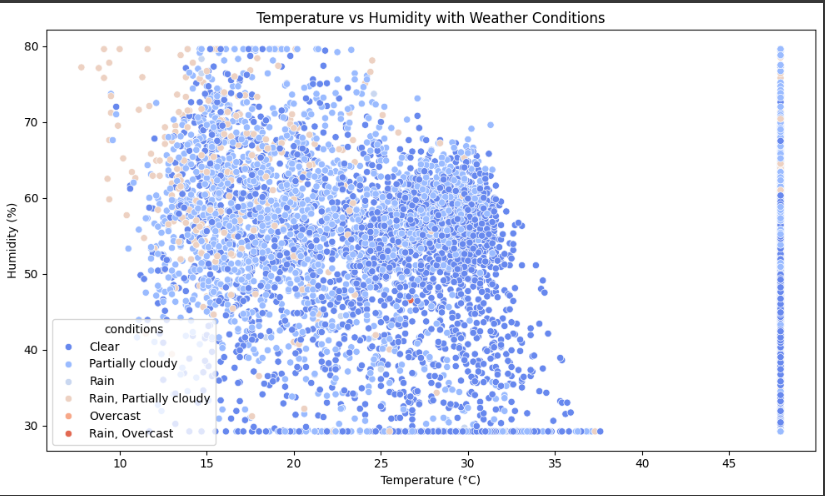 Temperature vs Humidity with Weather Conditions
80
70
60
50
40
30
Humidity (%)
conditions
Clear
Partially cloudy
Rain
Rain, Partially cloudy
Overcast
Rain, Overcast
10 15 20 25 30 35 40 45
Temperature (°C)